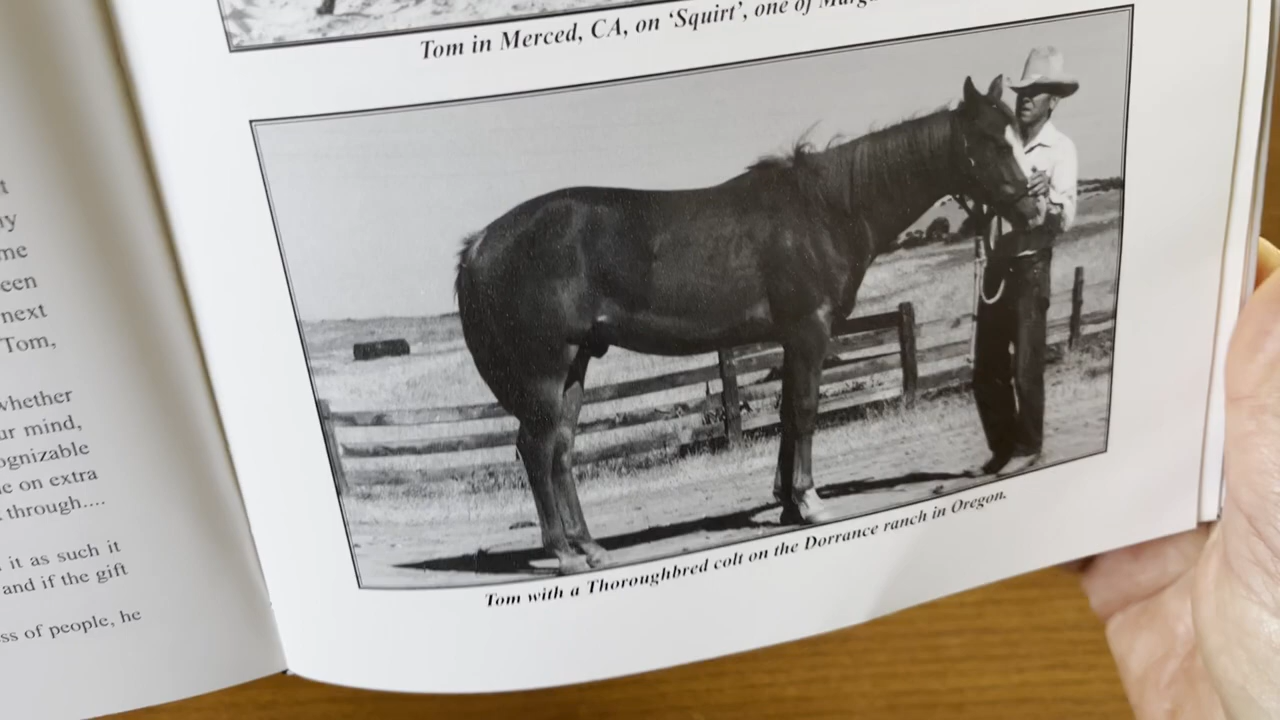 t
y
me
een
next
Tom,
whether
ur mind,
ognizable
e on extra
through....
it as such it
and if the gift
ss of people, he
Tom in Merced, CA, on ‘Squirt’, one of
Tom with a Thoroughbred colt on the Dorrance ranch in Oregon.